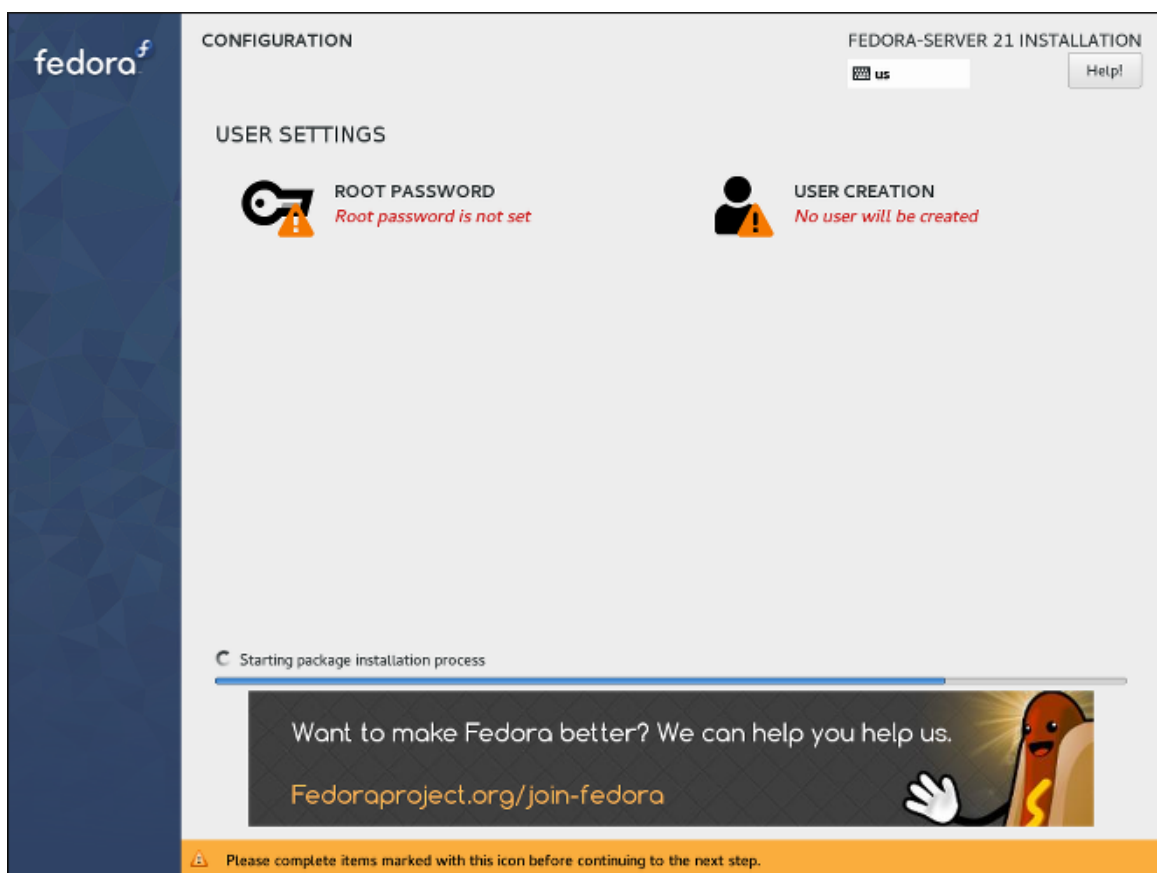 fedora
CONFIGURATION
FEDORA-SERVER 21 INSTALLATION
us
Help!
USER SETTINGS
ROOT PASSWORD
Root password is not set
USER CREATION
No user will be created
Starting package installation process
Want to make Fedora better? We can help you help us.
Fedoraproject.org/join-fedora
Please complete items marked with this icon before continuing to the next step.